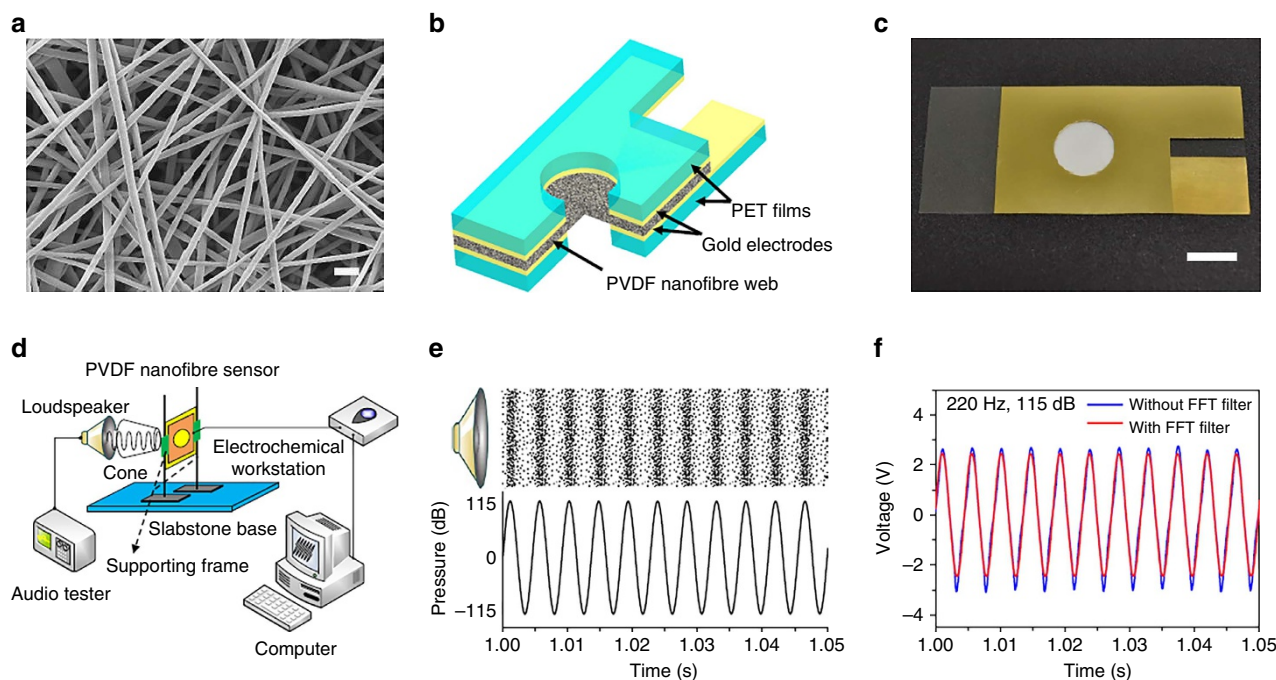 a
b
c
PET films
Gold electrodes
PVDF nanofibre web
d
PVDF nanofibre sensor
Loudspeaker
Electrochemical
workstation
Cone
Slabstone base
Supporting frame
Audio tester
Computer
e
115
0
−115
Pressure (dB)
1.00 1.01 1.02 1.03 1.04 1.05
Time (s)
f
220 Hz, 115 dB
Without FFT filter
With FFT filter
4
2
0
−2
−4
Voltage (V)
1.00 1.01 1.02 1.03 1.04 1.05
Time (s)